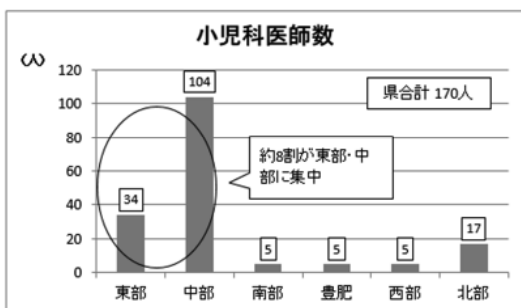 小児科医師数
(人)
120
100
80
60
40
20
0
34
104
5
5
5
17
県合計 170人
約8割が東部・中
部に集中
東部
中部
南部
豊肥
西部
北部